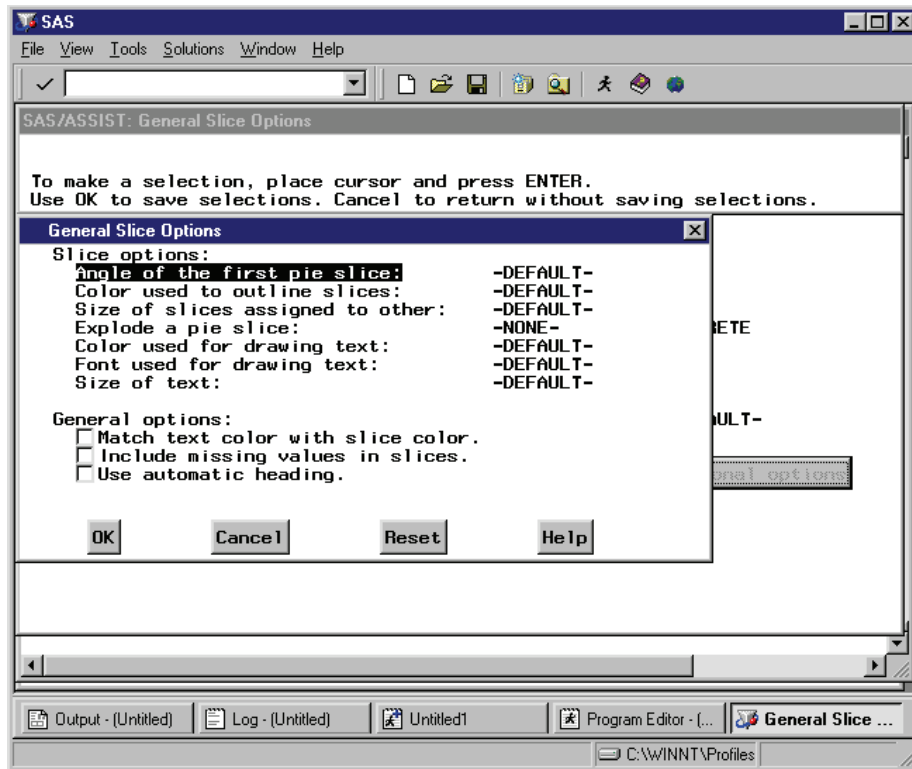 SAS
File View Tools Solutions Window Help
SAS/ASSIST: General Slice Options
To make a selection, place cursor and press ENTER.
Use OK to save selections. Cancel to return without saving selections.
General Slice Options
Slice options:
Angle of the first pie slice: -DEFAULT-
Color used to outline slices: -DEFAULT-
Size of slices assigned to other: -DEFAULT-
Explode a pie slice: -NONE-
ETE
Color used for drawing text: -DEFAULT-
Font used for drawing text: -DEFAULT-
Size of text: -DEFAULT-
General options:
ULT-
Match text color with slice color.
Include missing values in slices.
Use automatic heading.
onal options
OK Cancel Reset Help
Output - (Untitled) Log - (Untitled) Untitled1 Program Editor - (... General Slice ...
C:\WINNT\Profiles